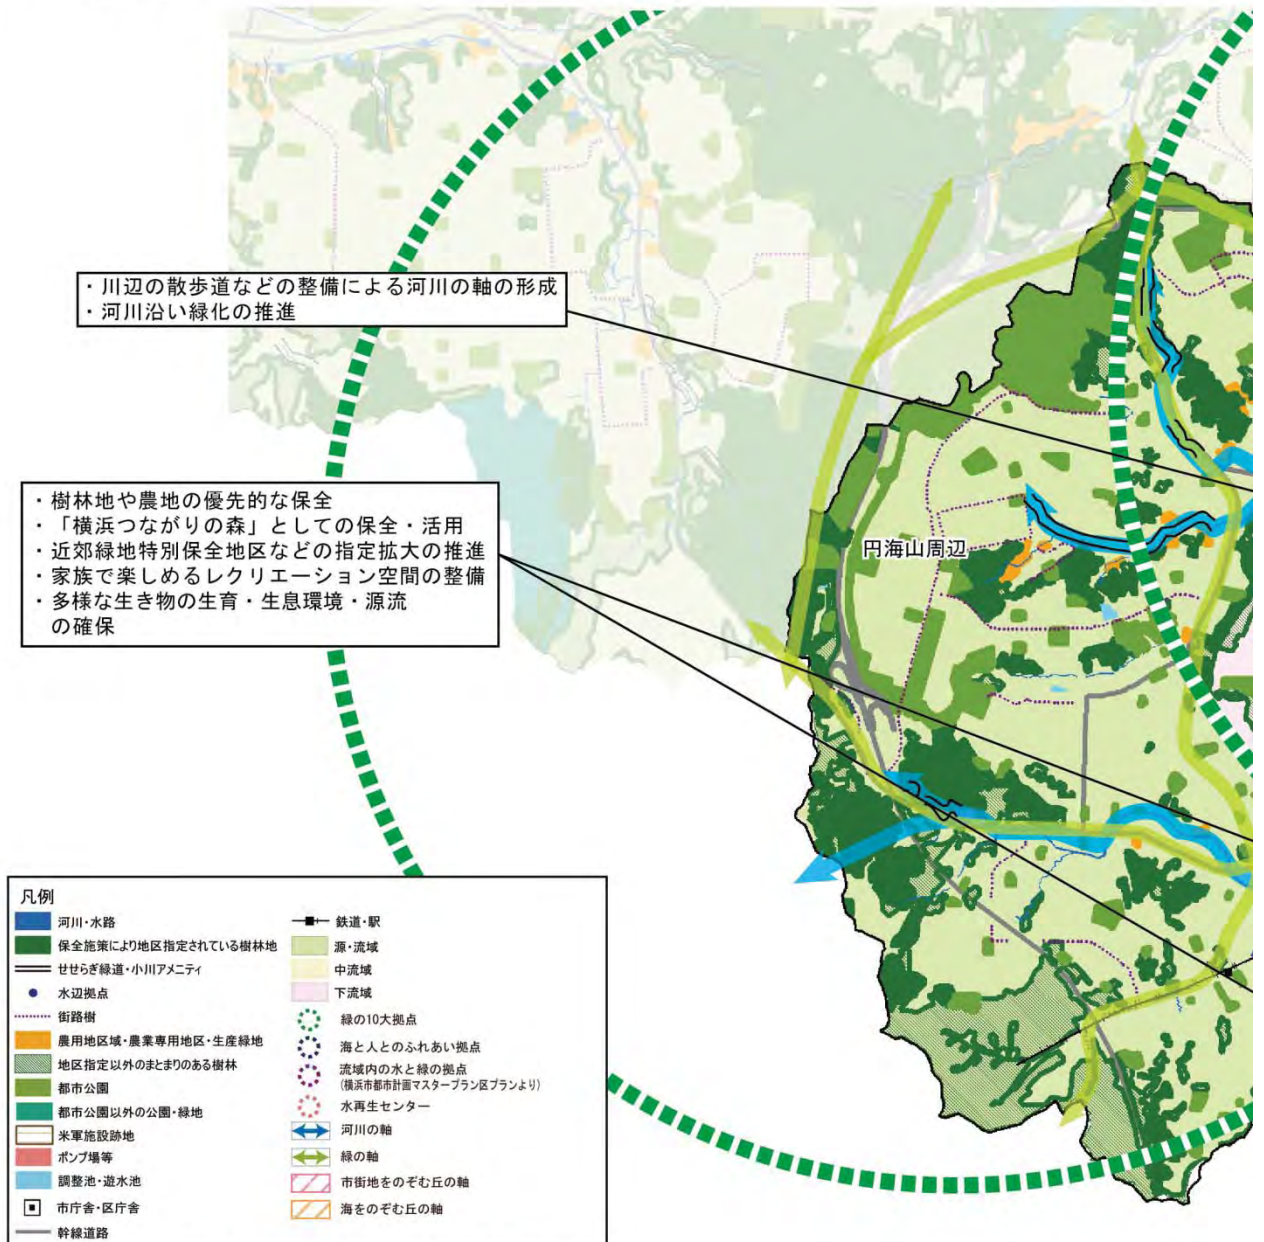 ・川辺の散歩道などの整備による河川の軸の形成
・河川沿い緑化の推進
・樹林地や農地の優先的な保全
・「横浜つながりの森」としての保全・活用
・近郊緑地特別保全地区などの指定拡大の推進
・家族で楽しめるレクリエーション空間の整備
・多様な生き物の生育・生息環境・源流
の確保
円海山周辺
凡例
河川・水路
保全施策により地区指定されている樹林地
せせらぎ緑道・小川アメニティ
水辺拠点
街路樹
農用地区域・農業専用地区・生産緑地
地区指定以外のまとまりのある樹林
都市公園
都市公園以外の公園・緑地
米軍施設跡地
ポンプ場等
調整池・遊水池
市庁舎・区庁舎
幹線道路
鉄道・駅
源・流域
中流域
下流域
緑の10大拠点
海と人とのふれあい拠点
流域内の水と緑の拠点
(横浜市都市計画マスタープラン区プランより)
水再生センター
河川の軸
緑の軸
市街地をのぞむ丘の軸
海をのぞむ丘の軸